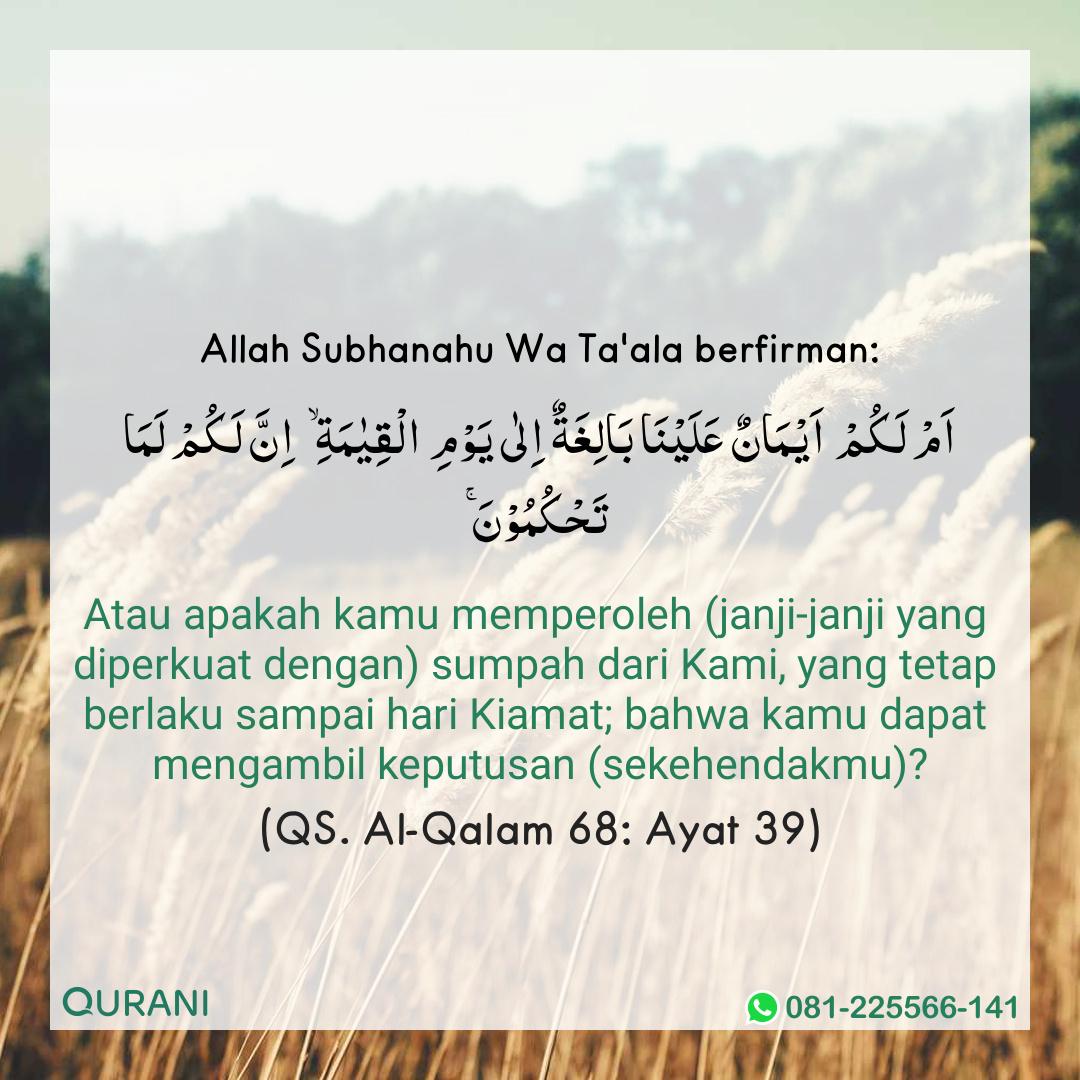 Allah Subhanahu Wa Ta'ala berfirman:
اَمْ لَكُمْ اَيْمَانٌ عَلَيْنَا بَالِغَةٌ اِلٰى يَوْمِ الْقِيٰمَةِۙ اِنَّ لَكُمْ لَمَا
تَحْكُمُوْنَۚ
Atau apakah kamu memperoleh (janji-janji yang
diperkuat dengan) sumpah dari Kami, yang tetap
berlaku sampai hari Kiamat; bahwa kamu dapat
mengambil keputusan (sekehendakmu)?
(QS. Al-Qalam 68: Ayat 39)
QURANI
081-225566-141